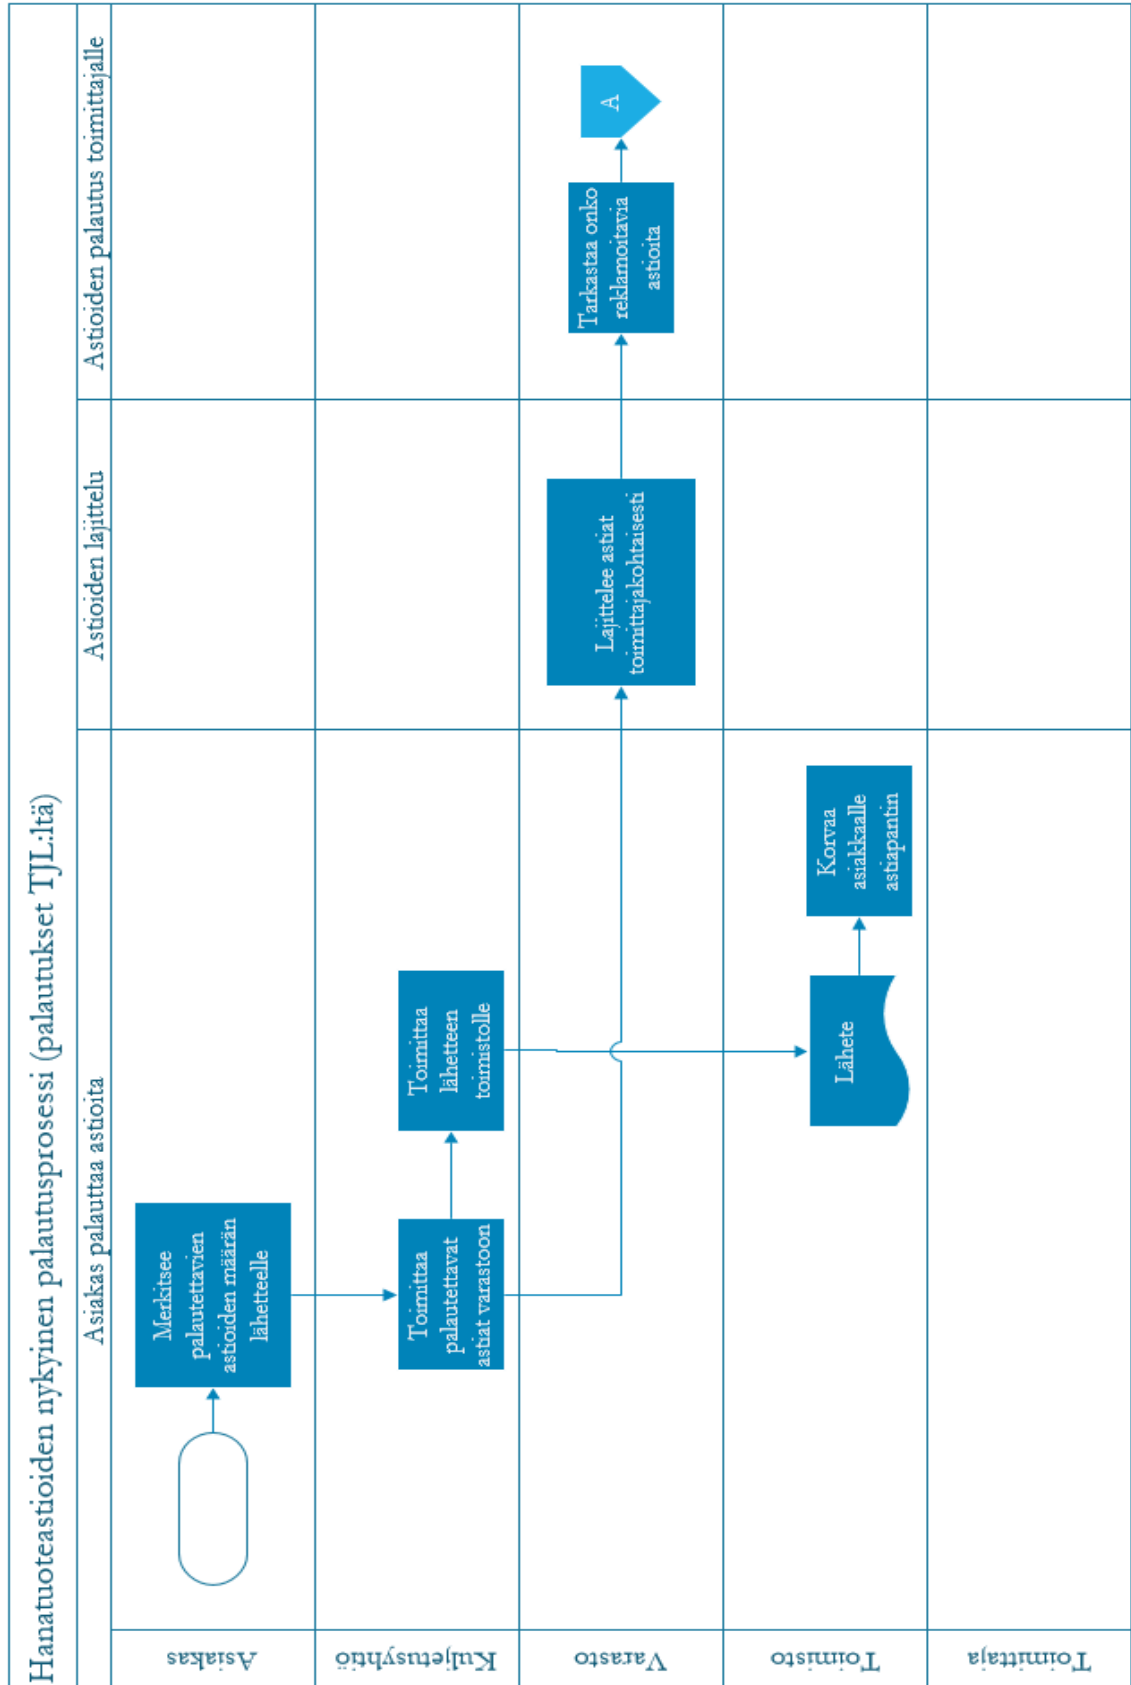 Hanatuoteastioiden nykyinen palautusprosessi (palautukset TJL:ltä)
Asiakas palauttaa astioita
Astioiden lajittelu
Astioiden palautus toimittajalle
Asiakas
Merkitsee
palautettavien
astioiden määrän
lähetteelle
Kuljetusyhtiö
Toimittaa
palautettavat
astiat varastoon
Toimittaa
lähetteen
toimistolle
Varasto
Lajittelee astiat
toimittajakohtaisesti
Tarkastaa onko
reklamoitavia
astioita
A
Toimisto
Lähete
Korvaa
asiakkaalle
astiapantin
Toimittaja